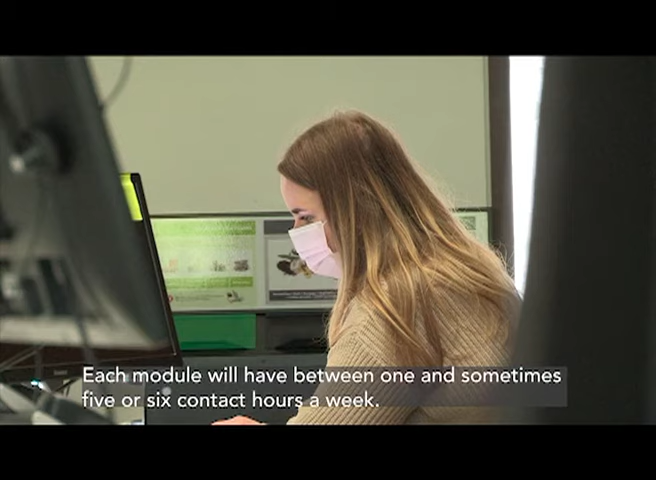 Each module will have between one and sometimes
five or six contact hours a week.